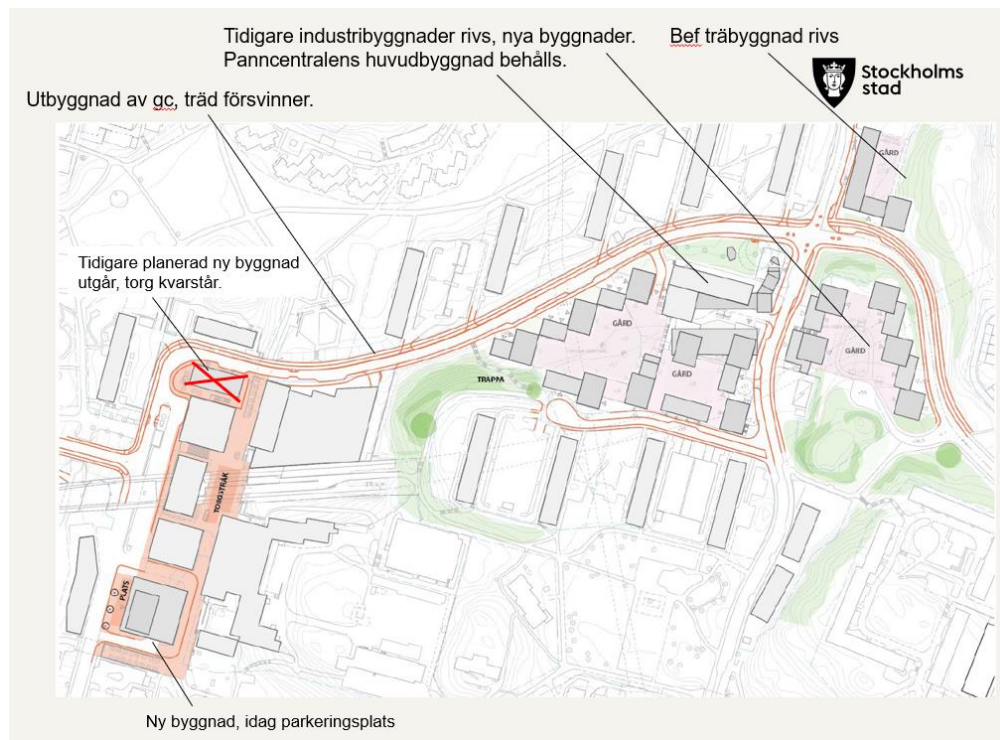 Tidigare industribyggnader rivs, nya byggnader.
Panncentralens huvudbyggnad behålls.
Bef träbyggnad rivs
Stockholms
stad
Utbyggnad av gc, träd försvinner.
Tidigare planerad ny byggnad
utgår, torg kvarstår.
GÅRD
GÅRD
GÅRD
GÅRD
TRAPPA
TORGSTRÅK
PLATS
Ny byggnad, idag parkeringsplats